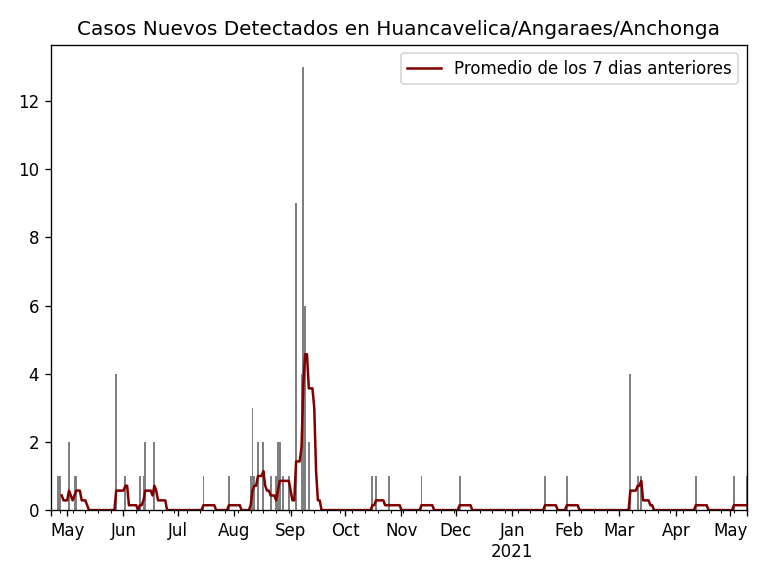 Casos Nuevos Detectados en Huancavelica/Angaraes/Anchonga
Promedio de los 7 dias anteriores
12
10
8
6
4
2
0
May Jun Jul Aug Sep Oct Nov Dec Jan Feb Mar Apr May
2021